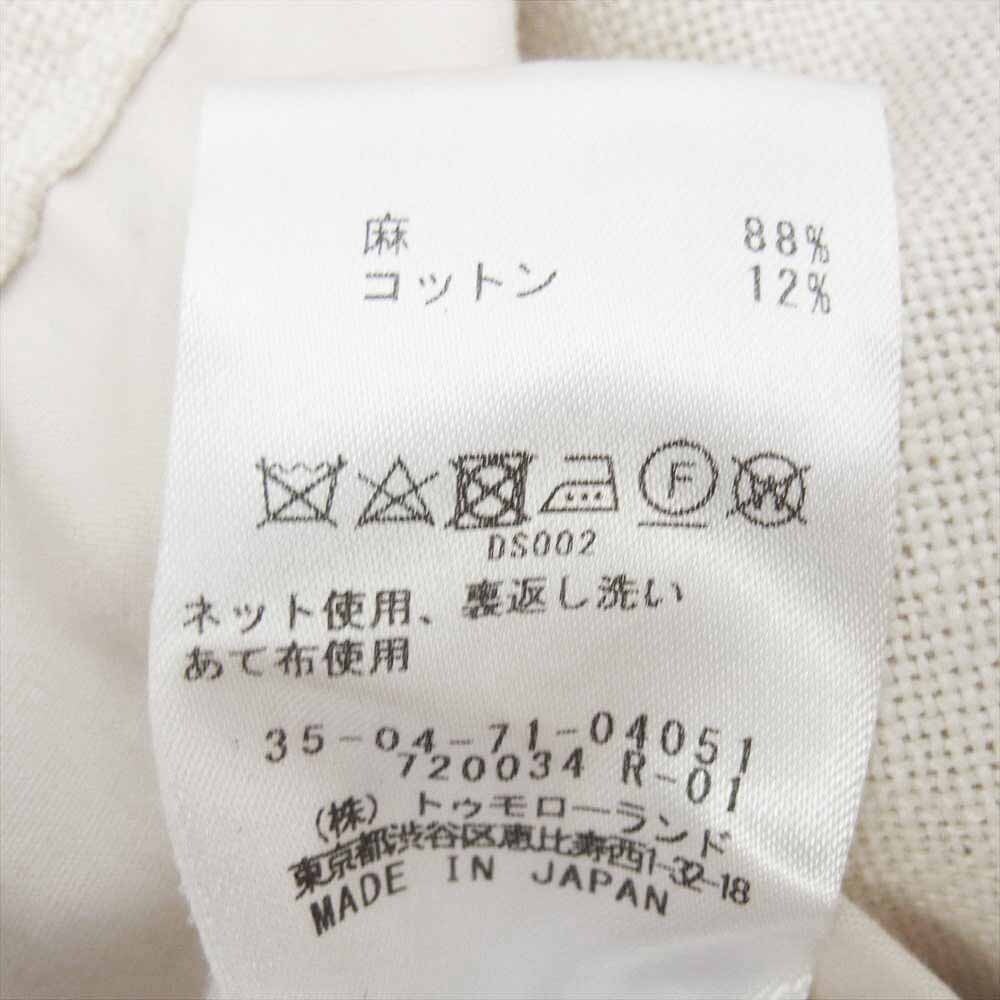 麻 88%
コットン 12%
F W
DS002
ネット使用、裏返し洗い
あて布使用
35-04-71-04051
720034 R-01
(株)トゥモローランド
東京都渋谷区恵比寿西1-32-18
MADE IN JAPAN